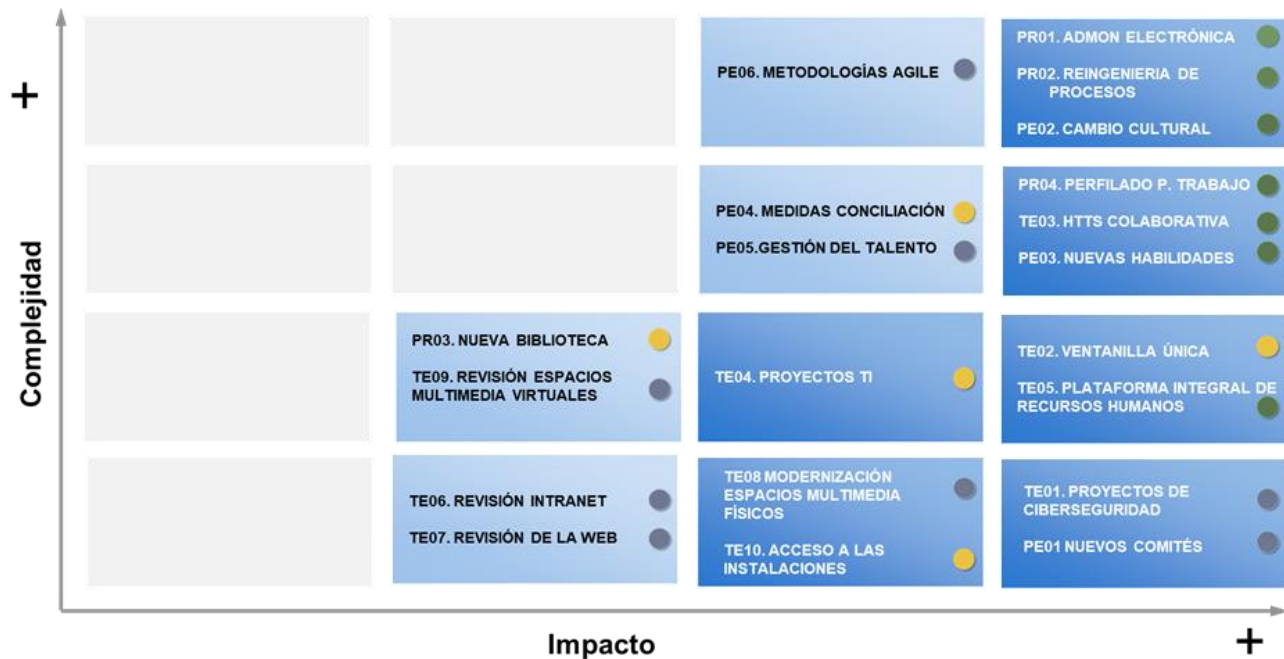 +
Complejidad
PE06. METODOLOGÍAS AGILE
PR01. ADMON ELECTRÓNICA
PR02. REINGENIERIA DE
PROCESOS
PE02. CAMBIO CULTURAL
PE04. MEDIDAS CONCILIACIÓN
PE05.GESTIÓN DEL TALENTO
PR04. PERFILADO P. TRABAJO
TE03. HTTS COLABORATIVA
PE03. NUEVAS HABILIDADES
PR03. NUEVA BIBLIOTECA
TE09. REVISIÓN ESPACIOS
MULTIMEDIA VIRTUALES
TE04. PROYECTOS TI
TE02. VENTANILLA ÚNICA
TE05. PLATAFORMA INTEGRAL DE
RECURSOS HUMANOS
TE06. REVISIÓN INTRANET
TE07. REVISIÓN DE LA WEB
TE08 MODERNIZACIÓN
ESPACIOS MULTIMEDIA
FÌSICOS
TE10. ACCESO A LAS
INSTALACIONES
TE01. PROYECTOS DE
CIBERSEGURIDAD
PE01 NUEVOS COMITÉS
Impacto
+